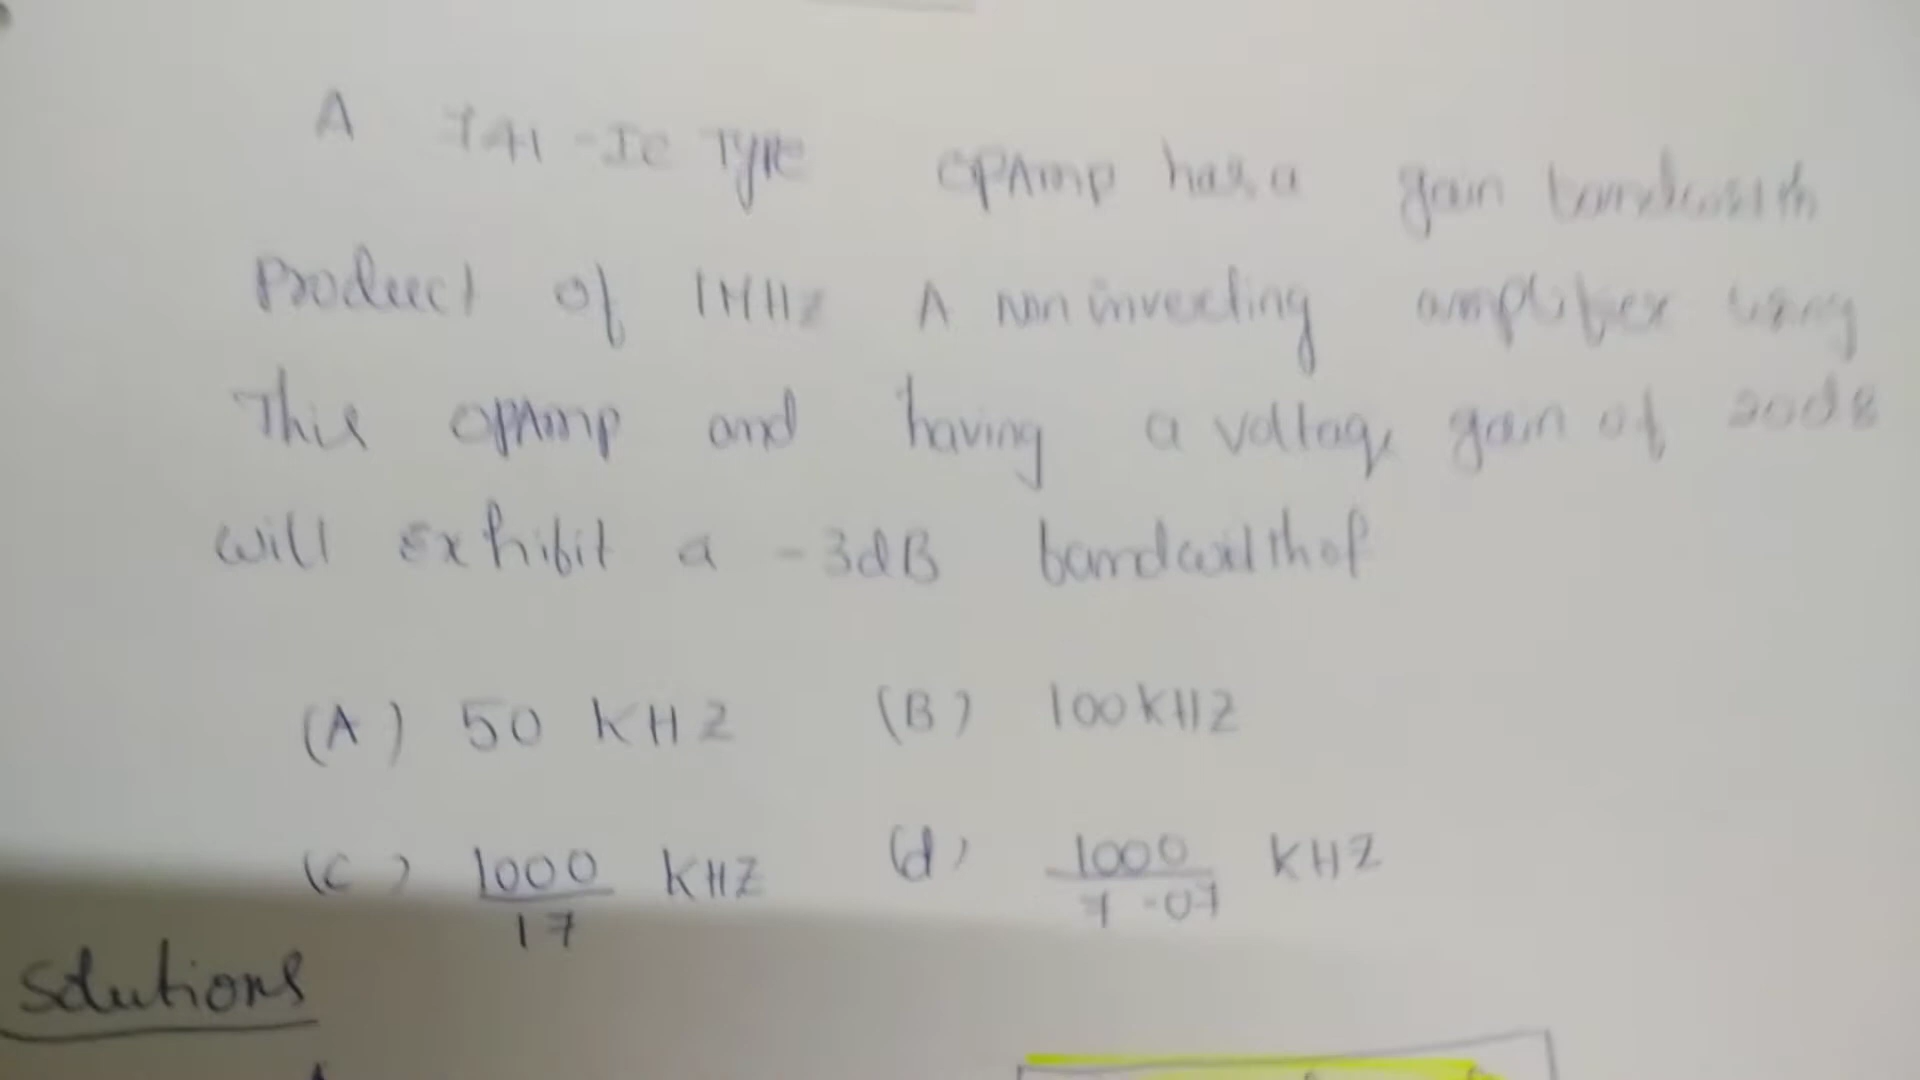 A 741-Ic Type OPAmp has a gain bandwidth
product of 1MHz A non inverting amplifier using
This OPAmp and having a voltage gain of 20dB
will exhibit a -3dB bandwidth of
(A) 50 KHZ (B) 100KHZ
(C) 1000/17 KHZ (d) 1000/7.07 KHZ
Solutions